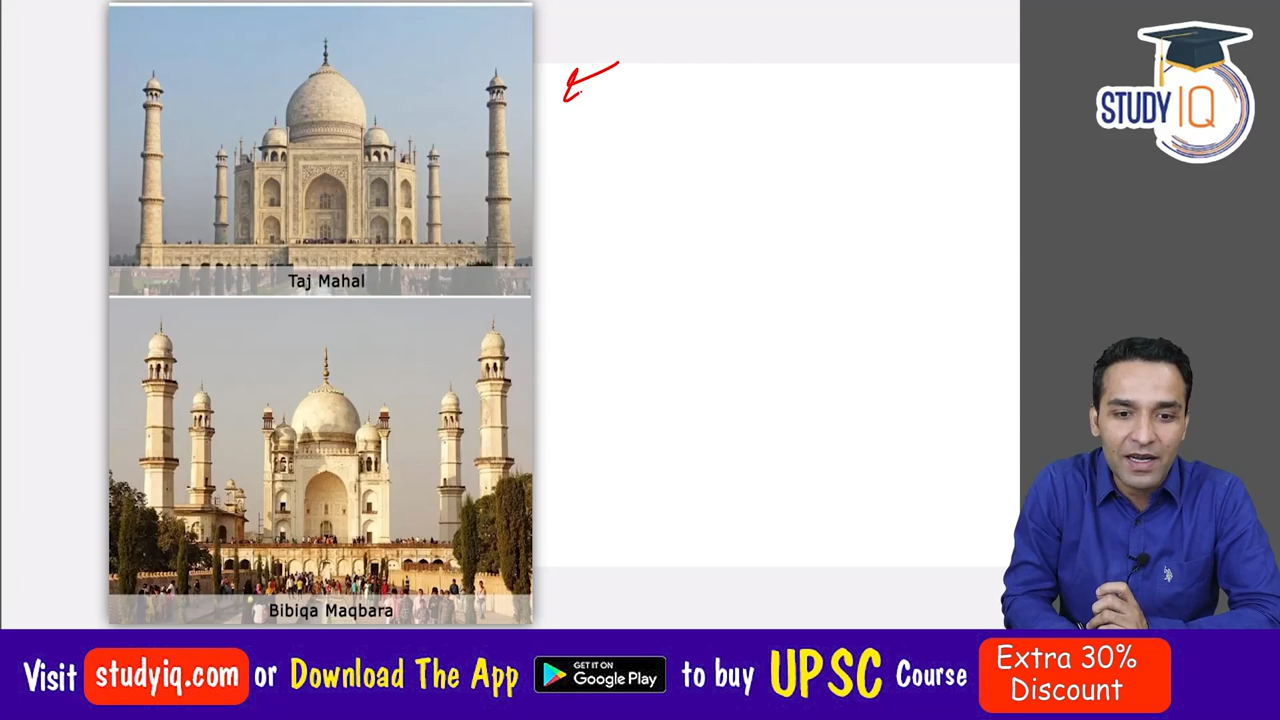 STUDY IQ
Taj Mahal
Bibiqa Maqbara
Visit studyiq.com or Download The App GET IT ON Google Play to buy UPSC Course Extra 30% Discount